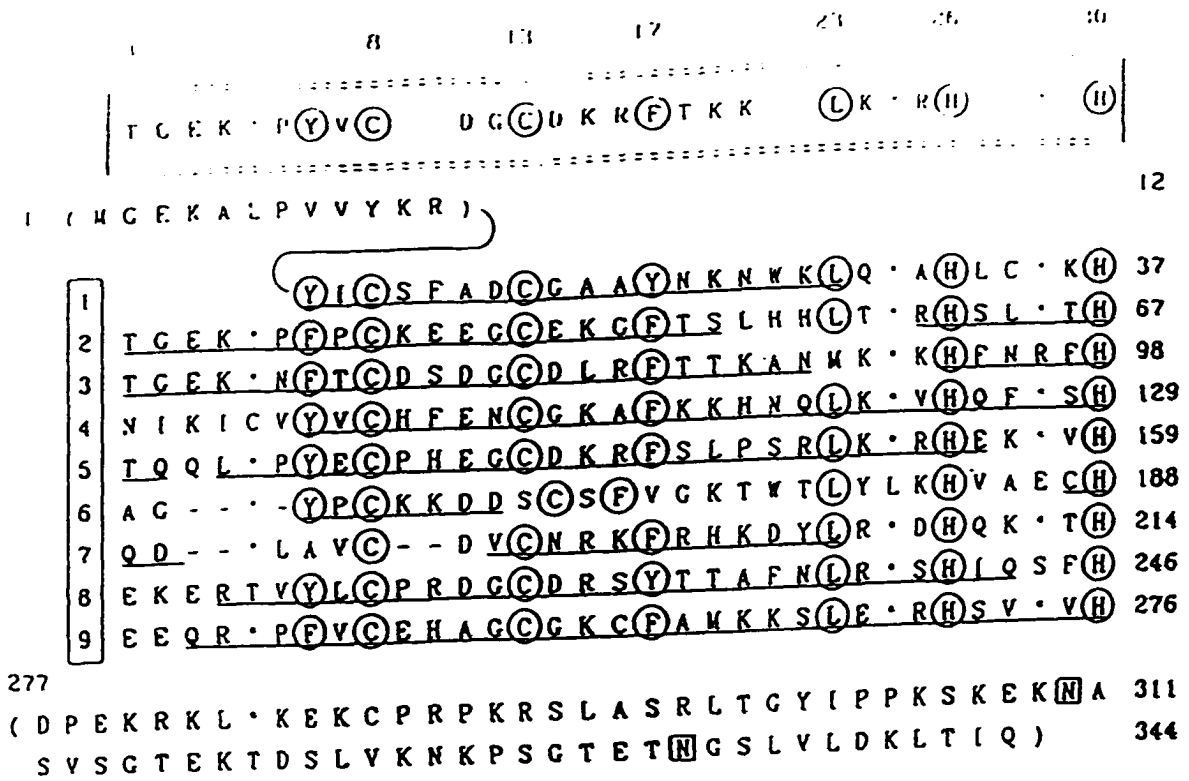 1 8 13 17 23 26 30
T G E K · P Y V C D G C D K R F T K K L K · R H · H
1 ( M G E K A L P V V Y K R ) 12
1 Y I C S F A D C G A A Y N K N W K L Q · A H L C · K H 37
2 T G E K · P F P C K E E G C E K G F T S L H H L T · R H S L · T H 67
3 T G E K · N F T C D S D G C D L R F T T K A N M K · K H F N R F H 98
4 N I K I C V Y V C H F E N C G K A F K K H N Q L K · V H Q F · S H 129
5 T Q Q L · P Y E C P H E G C D K R F S L P S R L K · R H E K · V H 159
6 A G - - · - Y P C K K D D S C S F V G K T W T L Y L K H V A E C H 188
7 Q D - - · L A V C - - D V C N R K F R H K D Y L R · D H Q K · T H 214
8 E K E R T V Y L C P R D G C D R S Y T T A F N L R · S H I Q S F H 246
9 E E Q R · P F V C E H A G C G K C F A M K K S L E · R H S V · V H 276
277
( D P E K R K L · K E K C P R P K R S L A S R L T G Y I P P K S K E K N A 311
S V S G T E K T D S L V K N K P S G T E T N G S L V L D K L T I Q ) 344